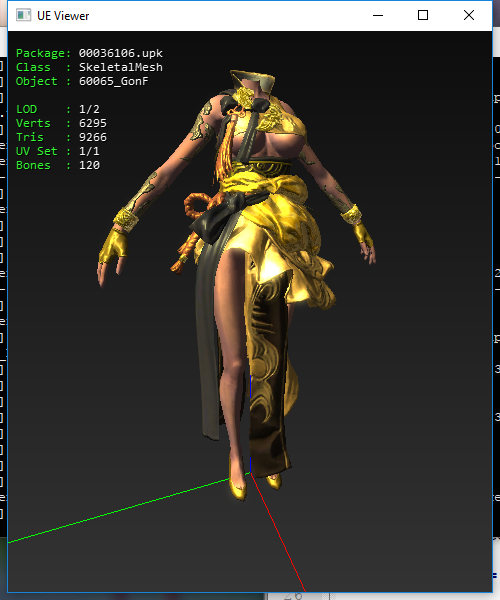 UE Viewer
Package: 00036106.upk
Class : SkeletalMesh
Object : 60065_GonF
LOD : 1/2
Verts : 6295
Tris : 9266
UV Set : 1/1
Bones : 120